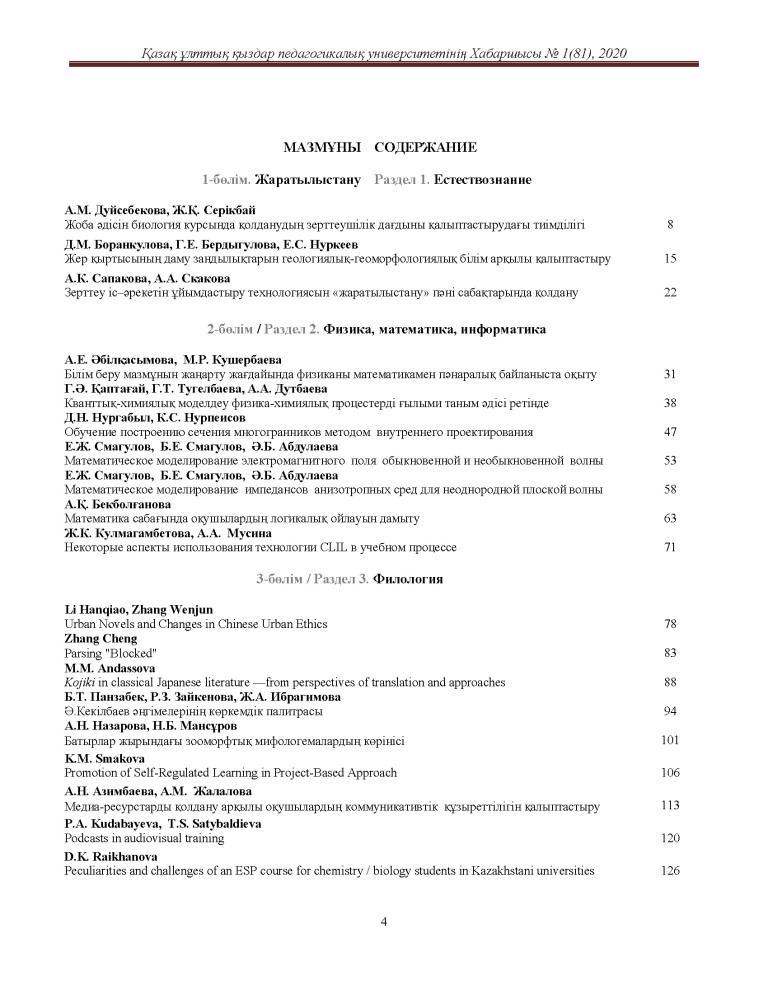 Қазақ ұлттық қыздар педагогикалық университетінің Хабаршысы № 1(81), 2020
МАЗМҰНЫ СОДЕРЖАНИЕ
1-бөлім. Жаратылыстану Раздел 1. Естествознание
А.М. Дуйсебекова, Ж.Қ. Серікбай
Жоба әдісін биология курсында қолданудың зерттеушілік дағдыны қалыптастырудағы тиімділігі 8
Д.М. Боранкулова, Г.Е. Бердыгулова, Е.С. Нуркеев
Жер қыртысының даму заңдылықтарын геологиялық-геоморфологиялық білім арқылы қалыптастыру 15
А.К. Сапакова, А.А. Скакова
Зерттеу іс–әрекетін ұйымдастыру технологиясын «жаратылыстану» пәні сабақтарында қолдану 22
2-бөлім / Раздел 2. Физика, математика, информатика
А.Е. Әбілқасымова, М.Р. Кушербаева
Білім беру мазмұнын жаңарту жағдайында физиканы математикамен пәнаралық байланыста оқыту 31
Г.Ә. Қаптағай, Г.Т. Тугелбаева, А.А. Дутбаева
Кванттық-химиялық моделдеу физика-химиялық процестерді ғылыми таным әдісі ретінде 38
Д.Н. Нурғабыл, К.С. Нурпеисов
Обучение построению сечения многогранников методом внутреннего проектирования 47
Е.Ж. Смагулов, Б.Е. Смагулов, Ә.Б. Абдулаева
Математическое моделирование электромагнитного поля обыкновенной и необыкновенной волны 53
Е.Ж. Смагулов, Б.Е. Смагулов, Ә.Б. Абдулаева
Математическое моделирование импедансов анизотропных сред для неоднородной плоской волны 58
А.Қ. Бекболғанова
Математика сабағында оқушылардың логикалық ойлауын дамыту 63
Ж.К. Кулмагамбетова, А.А. Мусина
Некоторые аспекты использования технологии CLIL в учебном процессе 71
3-бөлім / Раздел 3. Филология
Li Hanqiao, Zhang Wenjun
Urban Novels and Changes in Chinese Urban Ethics 78
Zhang Cheng
Parsing "Blocked" 83
M.M. Andassova
Kojiki in classical Japanese literature —from perspectives of translation and approaches 88
Б.Т. Панзабек, Р.З. Зайкенова, Ж.А. Ибрагимова
Ә.Кекілбаев әңгімелерінің көркемдік палитрасы 94
А.Н. Назарова, Н.Б. Мансұров
Батырлар жырындағы зооморфтық мифологемалардың көрінісі 101
K.M. Smakova
Promotion of Self-Regulated Learning in Project-Based Approach 106
А.Н. Азимбаева, А.М. Жалалова
Медиа-ресурстарды қолдану арқылы оқушылардың коммуникативтік құзыреттілігін қалыптастыру 113
P.A. Kudabayeva, T.S. Satybaldieva
Podcasts in audiovisual training 120
D.K. Raikhanova
Peculiarities and challenges of an ESP course for chemistry / biology students in Kazakhstani universities 126
4